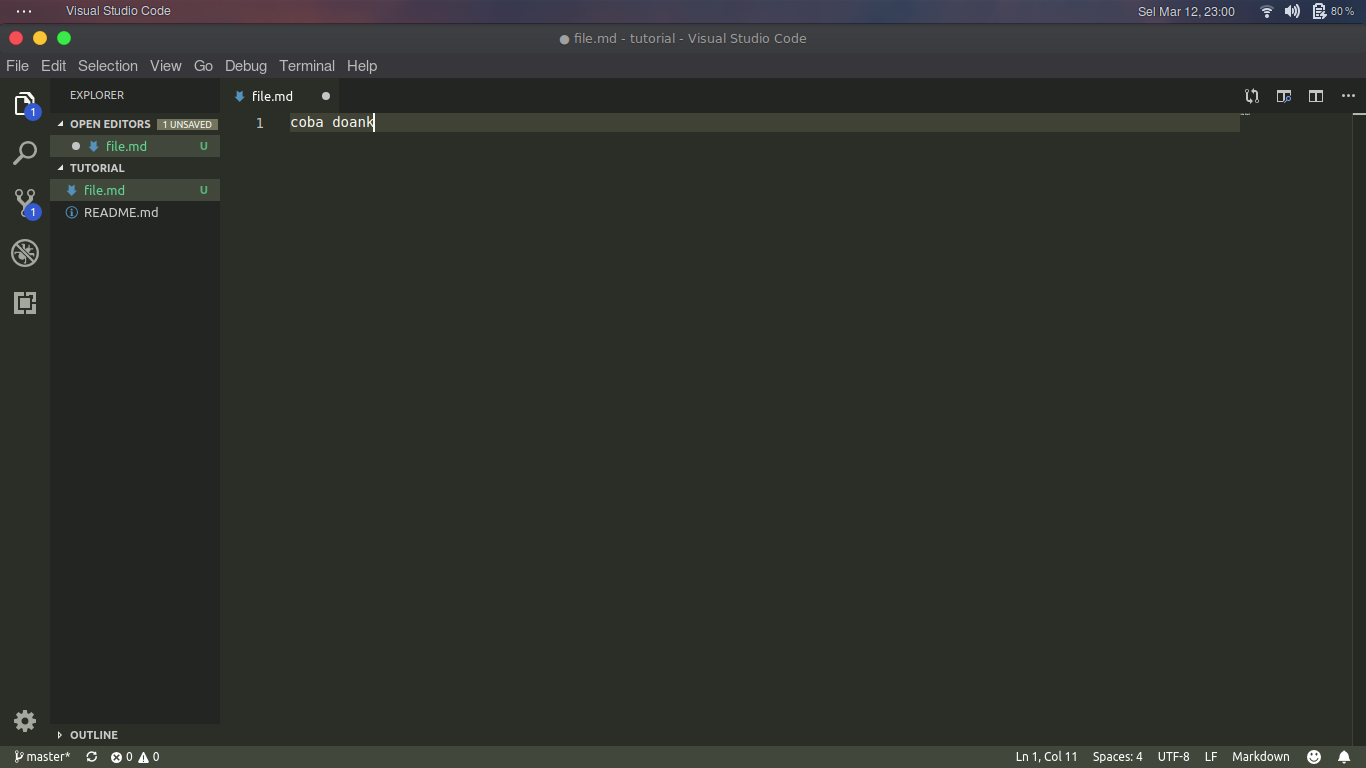 Visual Studio Code
Sel Mar 12, 23:00
80 %
● file.md - tutorial - Visual Studio Code
File Edit Selection View Go Debug Terminal Help
1
1
EXPLORER
OPEN EDITORS 1 UNSAVED
file.md U
TUTORIAL
file.md U
README.md
OUTLINE
file.md
1 coba doank
master* 0 0
Ln 1, Col 11 Spaces: 4 UTF-8 LF Markdown